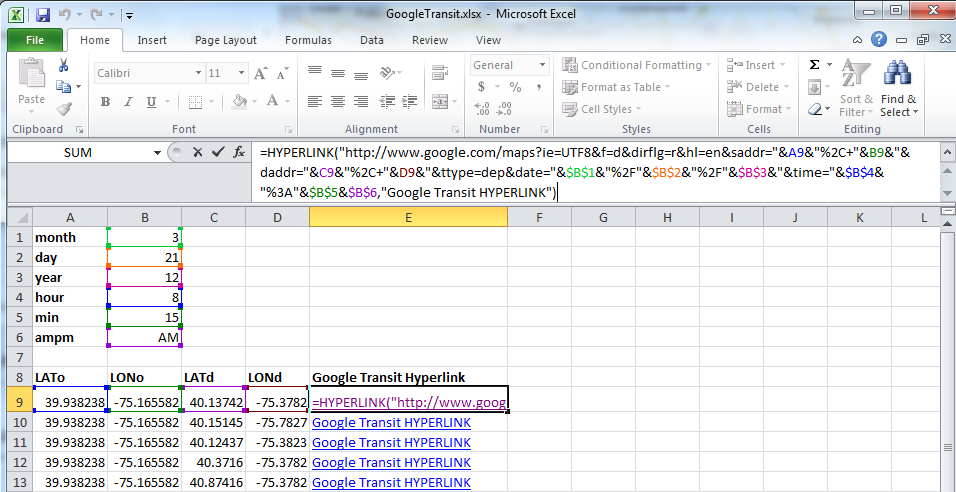 GoogleTransit.xlsx - Microsoft Excel
File Home Insert Page Layout Formulas Data Review View
Paste Calibri 11 A A General Conditional Formatting Insert Σ
B I U A $ % , Format as Table Delete Sort & Find &
.00 .0 Cell Styles Format Filter Select
Clipboard Font Alignment Number Styles Cells Editing
SUM fx =HYPERLINK("http://www.google.com/maps?ie=UTF8&f=d&dirflg=r&hl=en&saddr="&A9&"%2C+"&B9&"&
daddr="&C9&"%2C+"&D9&"&ttype=dep&date="&$B$1&"%2F"&$B$2&"%2F"&$B$3&"&time="&$B$4&
"%3A"&$B$5&$B$6,"Google Transit HYPERLINK")
A B C D E F G H I J K L
1 month 3
2 day 21
3 year 12
4 hour 8
5 min 15
6 ampm AM
7
8 LATo LONo LATd LONd Google Transit Hyperlink
9 39.938238 -75.165582 40.13742 -75.3782 =HYPERLINK("http://www.goog
10 39.938238 -75.165582 40.15145 -75.7827 Google Transit HYPERLINK
11 39.938238 -75.165582 40.12437 -75.3823 Google Transit HYPERLINK
12 39.938238 -75.165582 40.3716 -75.3782 Google Transit HYPERLINK
13 39.938238 -75.165582 40.87416 -75.3782 Google Transit HYPERLINK